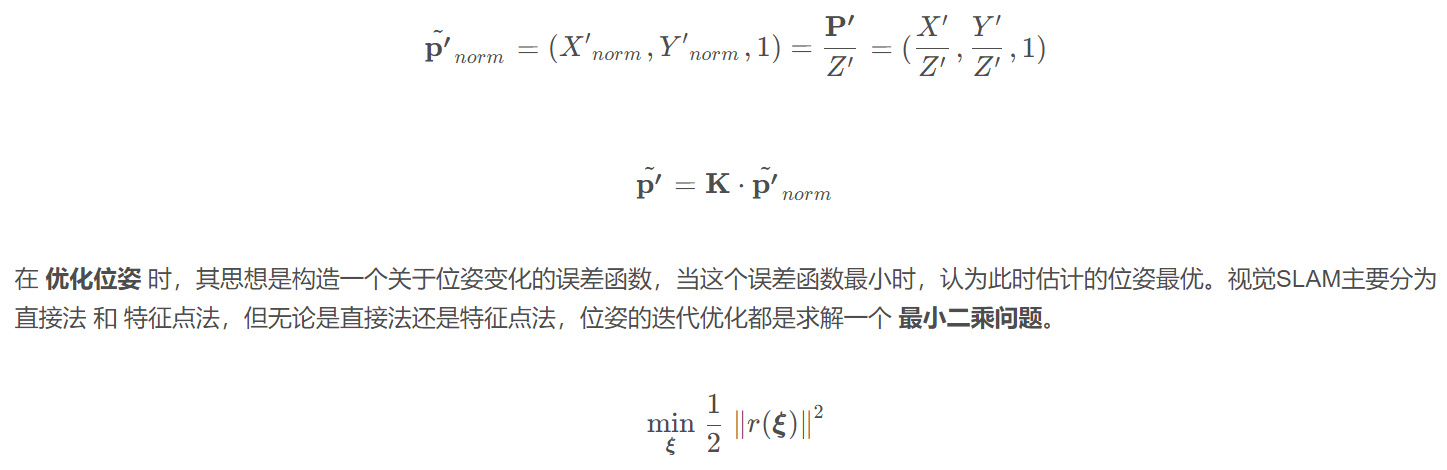 $\tilde{\mathbf{p}'}_{norm} = (X'_{norm}, Y'_{norm}, 1) = \frac{\mathbf{P}'}{Z'} = (\frac{X'}{Z'}, \frac{Y'}{Z'}, 1)$
$\tilde{\mathbf{p}'} = \mathbf{K} \cdot \tilde{\mathbf{p}'}_{norm}$
在 优化位姿 时，其思想是构造一个关于位姿变化的误差函数，当这个误差函数最小时，认为此时估计的位姿最优。视觉SLAM主要分为
直接法 和 特征点法，但无论是直接法还是特征点法，位姿的迭代优化都是求解一个 最小二乘问题。
$\min_{\boldsymbol{\xi}} \frac{1}{2} \left\| r(\boldsymbol{\xi}) \right\|^2$